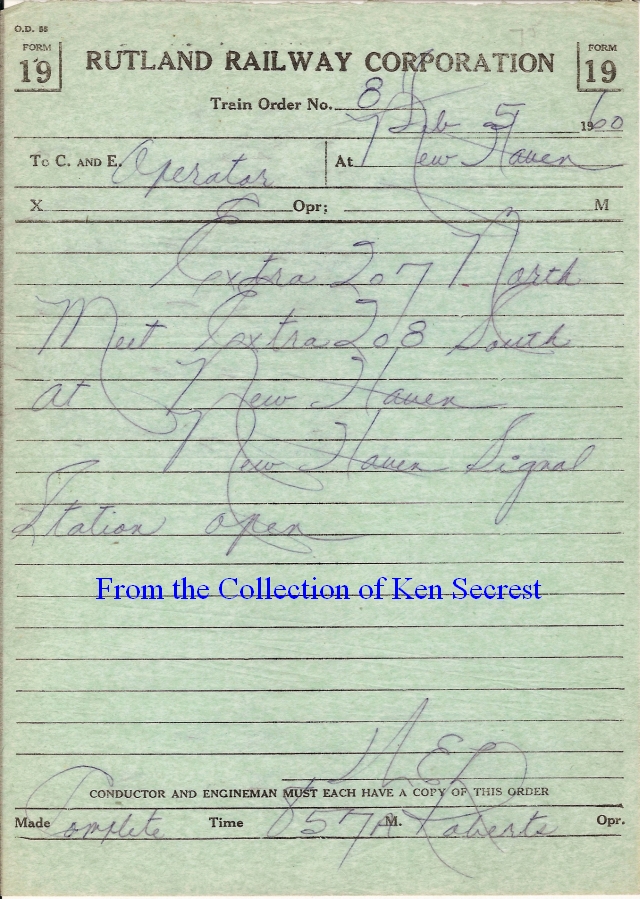 O.D. 55
FORM 19 RUTLAND RAILWAY CORPORATION FORM 19
Train Order No. 8
Feb 5 1960
To C. AND E. Operator At New Haven
X Opr; M
Extra 207 North
Meet Extra 208 South
at New Haven
New Haven Signal
Station open
From the Collection of Ken Secrest
CONDUCTOR AND ENGINEMAN MUST EACH HAVE A COPY OF THIS ORDER
Made Complete Time 857A M. Roberts Opr.